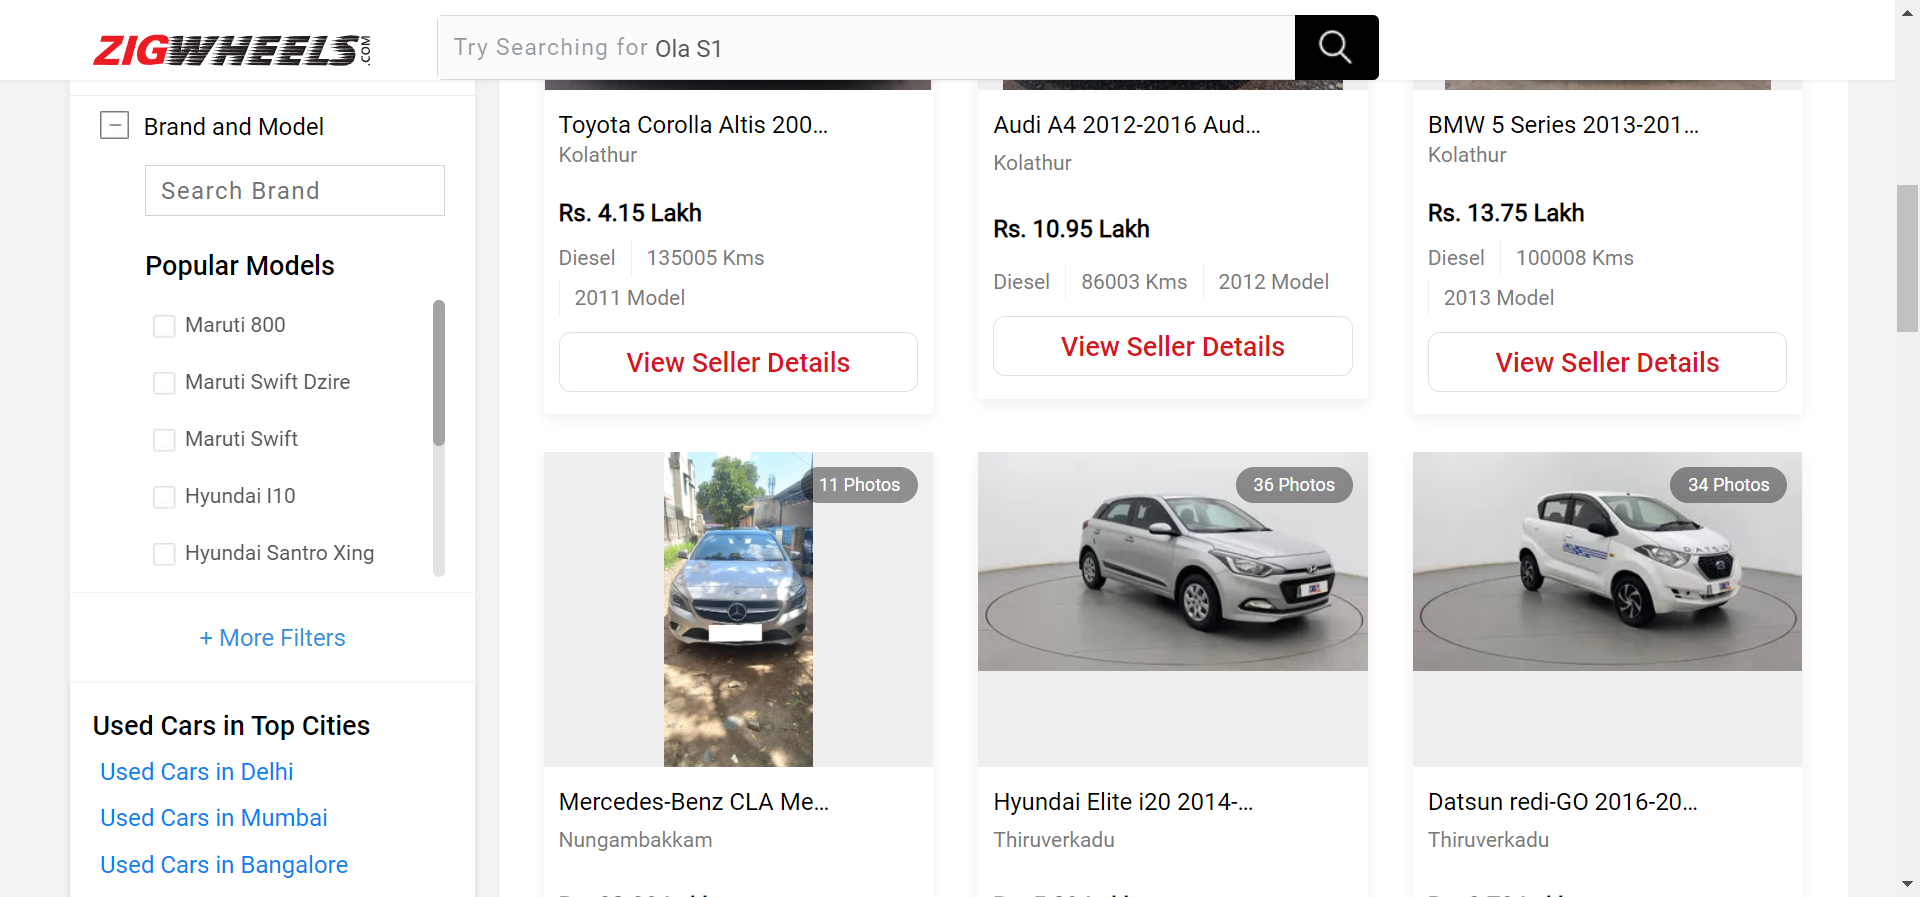 ZIGWHEELS.COM
Try Searching for Ola S1
Brand and Model
Search Brand
Popular Models
Maruti 800
Maruti Swift Dzire
Maruti Swift
Hyundai I10
Hyundai Santro Xing
+ More Filters
Used Cars in Top Cities
Used Cars in Delhi
Used Cars in Mumbai
Used Cars in Bangalore
Toyota Corolla Altis 200...
Kolathur
Rs. 4.15 Lakh
Diesel
135005 Kms
2011 Model
View Seller Details
Audi A4 2012-2016 Aud...
Kolathur
Rs. 10.95 Lakh
Diesel
86003 Kms
2012 Model
View Seller Details
BMW 5 Series 2013-201...
Kolathur
Rs. 13.75 Lakh
Diesel
100008 Kms
2013 Model
View Seller Details
11 Photos
Mercedes-Benz CLA Me...
Nungambakkam
36 Photos
Hyundai Elite i20 2014-...
Thiruverkadu
34 Photos
Datsun redi-GO 2016-20...
Thiruverkadu